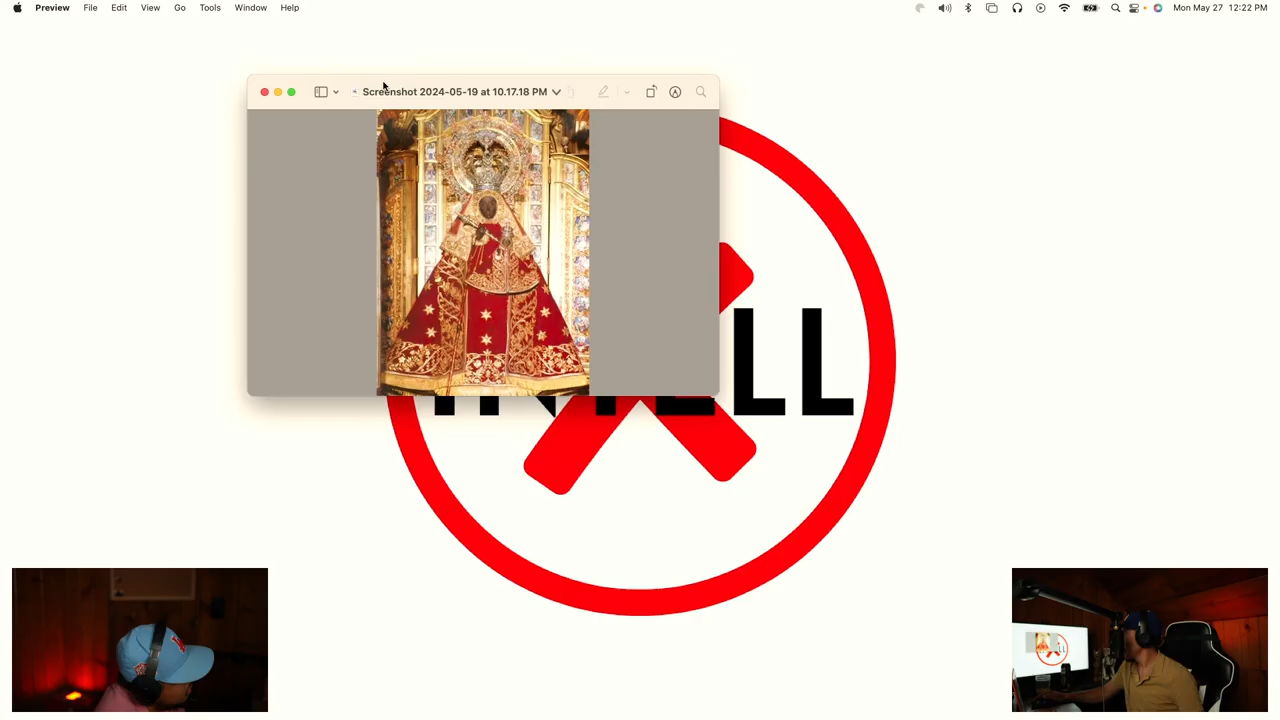 Preview File Edit View Go Tools Window Help Mon May 27 12:22 PM
Screenshot 2024-05-19 at 10.17.18 PM